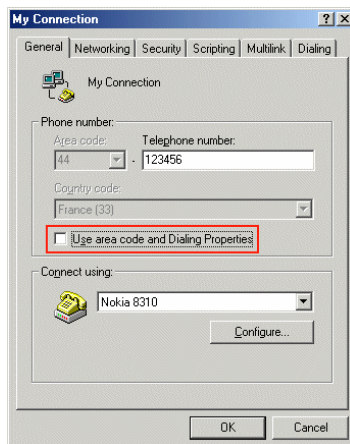 My Connection
General Networking Security Scripting Multilink Dialing
My Connection
Phone number:
Area code: Telephone number:
44 - 123456
Country code:
France (33)
Use area code and Dialing Properties
Connect using:
Nokia 8310
Configure...
OK Cancel